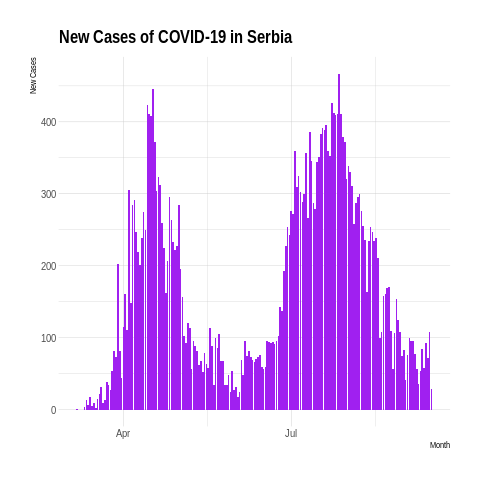 New Cases of COVID-19 in Serbia
New Cases
400
300
200
100
0
Apr
Jul
Month